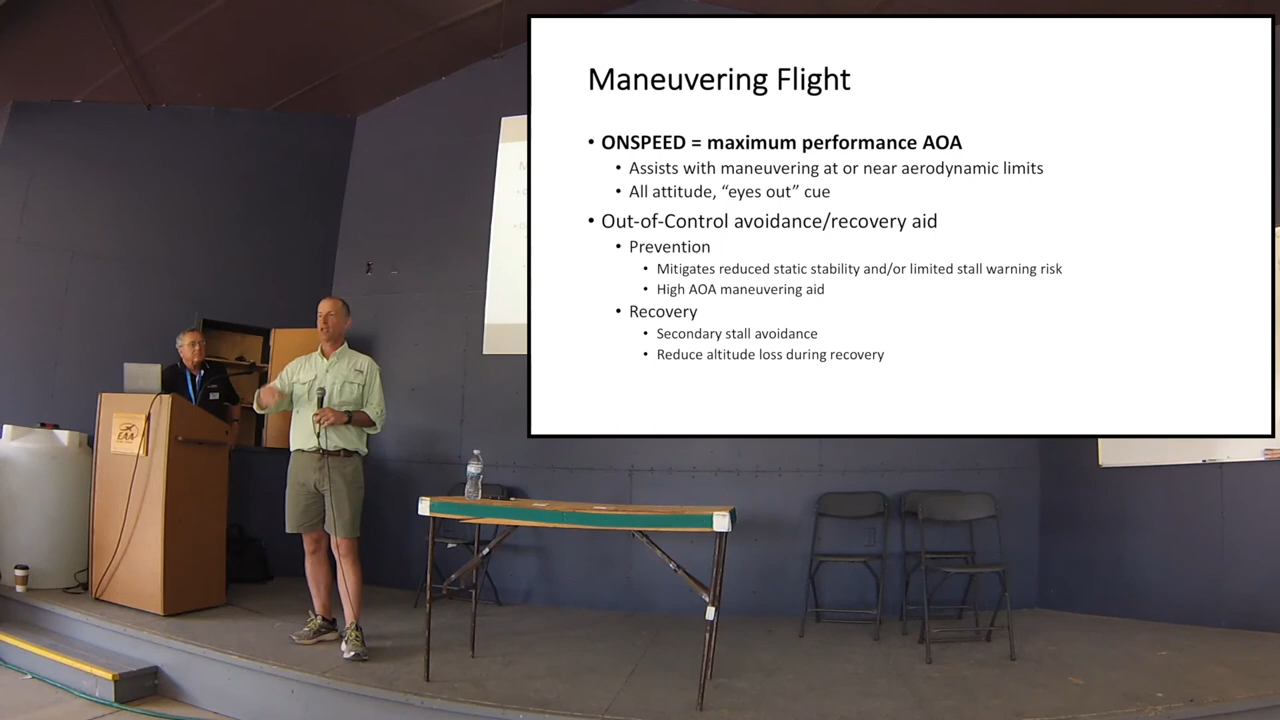 Maneuvering Flight
• ONSPEED = maximum performance AOA
• Assists with maneuvering at or near aerodynamic limits
• All attitude, “eyes out” cue
• Out-of-Control avoidance/recovery aid
• Prevention
• Mitigates reduced static stability and/or limited stall warning risk
• High AOA maneuvering aid
• Recovery
• Secondary stall avoidance
• Reduce altitude loss during recovery
EAA